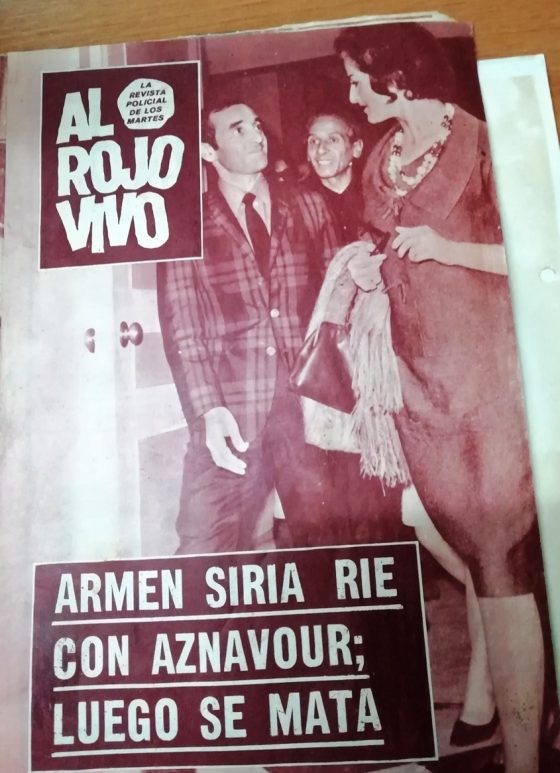 AL
ROJO
VIVO
LA
REVISTA
POLICIAL
DE LOS
MARTES
ARMEN SIRIA RIE
CON AZNAVOUR;
LUEGO SE MATA